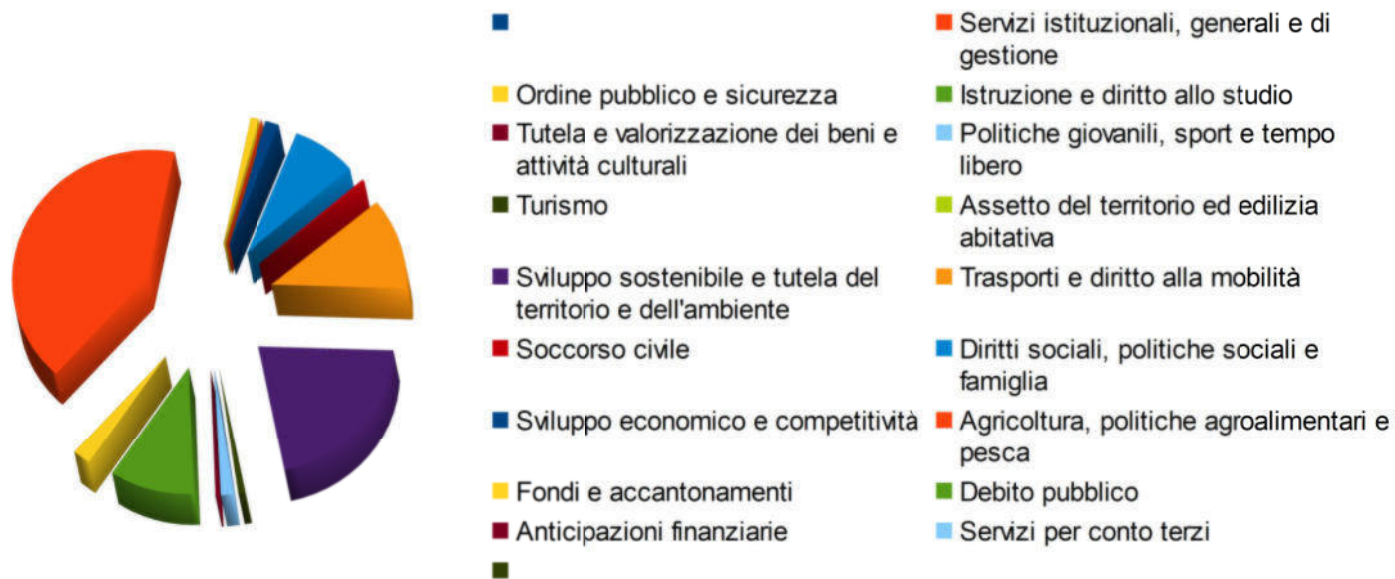 Servizi istituzionali, generali e di
gestione
Ordine pubblico e sicurezza
Istruzione e diritto allo studio
Tutela e valorizzazione dei beni e
attività culturali
Politiche giovanili, sport e tempo
libero
Turismo
Assetto del territorio ed edilizia
abitativa
Sviluppo sostenibile e tutela del
territorio e dell'ambiente
Trasporti e diritto alla mobilità
Soccorso civile
Diritti sociali, politiche sociali e
famiglia
Sviluppo economico e competitività
Agricoltura, politiche agroalimentari e
pesca
Fondi e accantonamenti
Debito pubblico
Anticipazioni finanziarie
Servizi per conto terzi